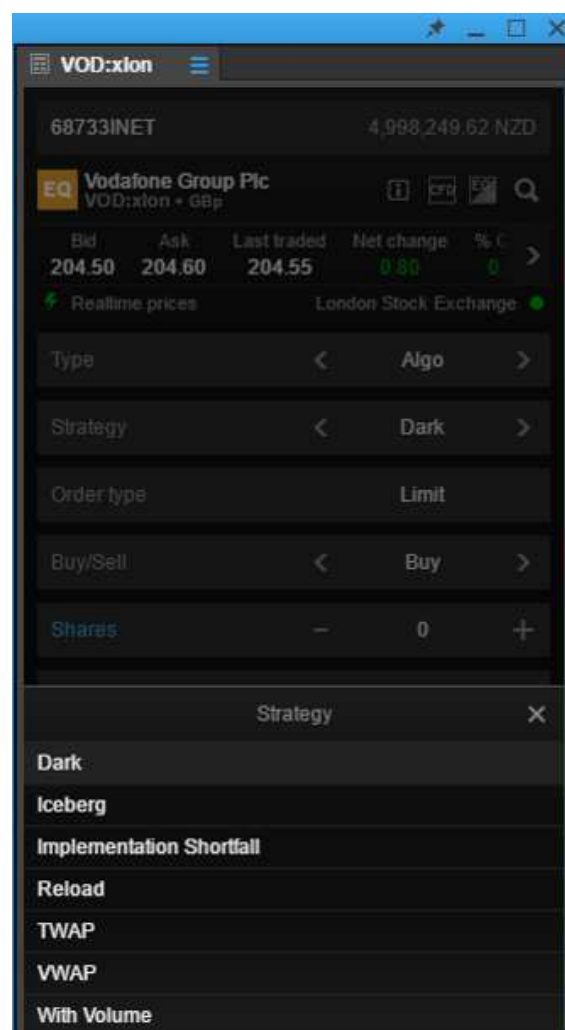 VOD:xlon
68733INET 4,998,249.62 NZD
EQ Vodafone Group Plc
VOD:xlon • GBp
Bid Ask Last traded Net change % C
204.50 204.60 204.55 0.80 0
Realtime prices London Stock Exchange
Type Algo
Strategy Dark
Order type Limit
Buy/Sell Buy
Shares − 0 +
Strategy
Dark
Iceberg
Implementation Shortfall
Reload
TWAP
VWAP
With Volume